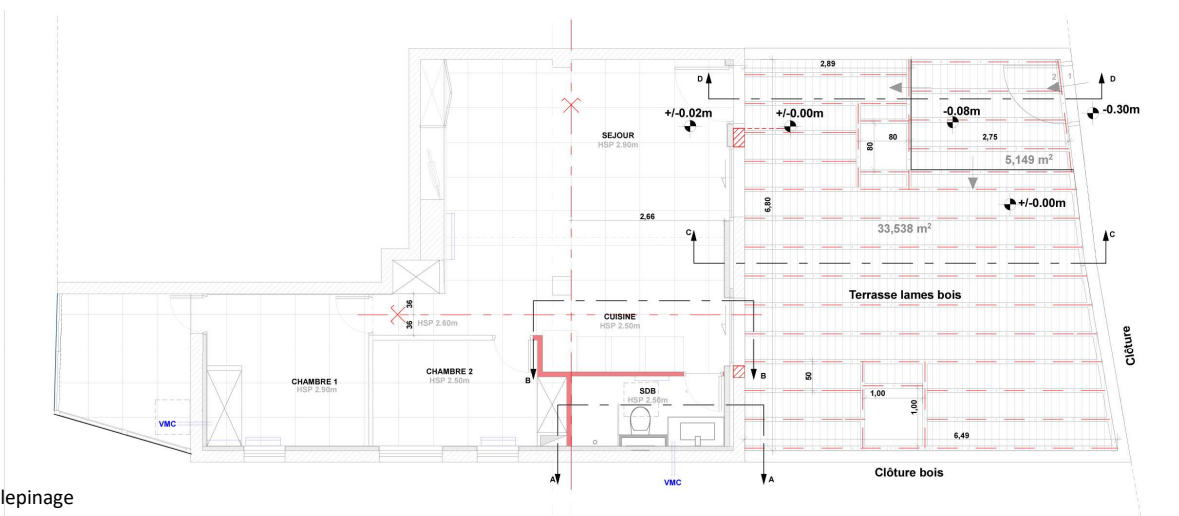 2,89
D
D
2 1
+/-0.02m
+/-0.00m
-0.08m
-0.30m
SEJOUR
HSP 2.90m
80
80
2,75
5,149 m²
6,80
+/-0.00m
2,66
33,538 m²
C
C
Terrasse lames bois
36
36
HSP 2.60m
CUISINE
HSP 2.50m
Clôture
CHAMBRE 1
HSP 2.90m
CHAMBRE 2
HSP 2.50m
B
B
SDB
HSP 2.50m
50
1,00
1,00
VMC
6,49
A
A
VMC
Clôture bois
lepinage